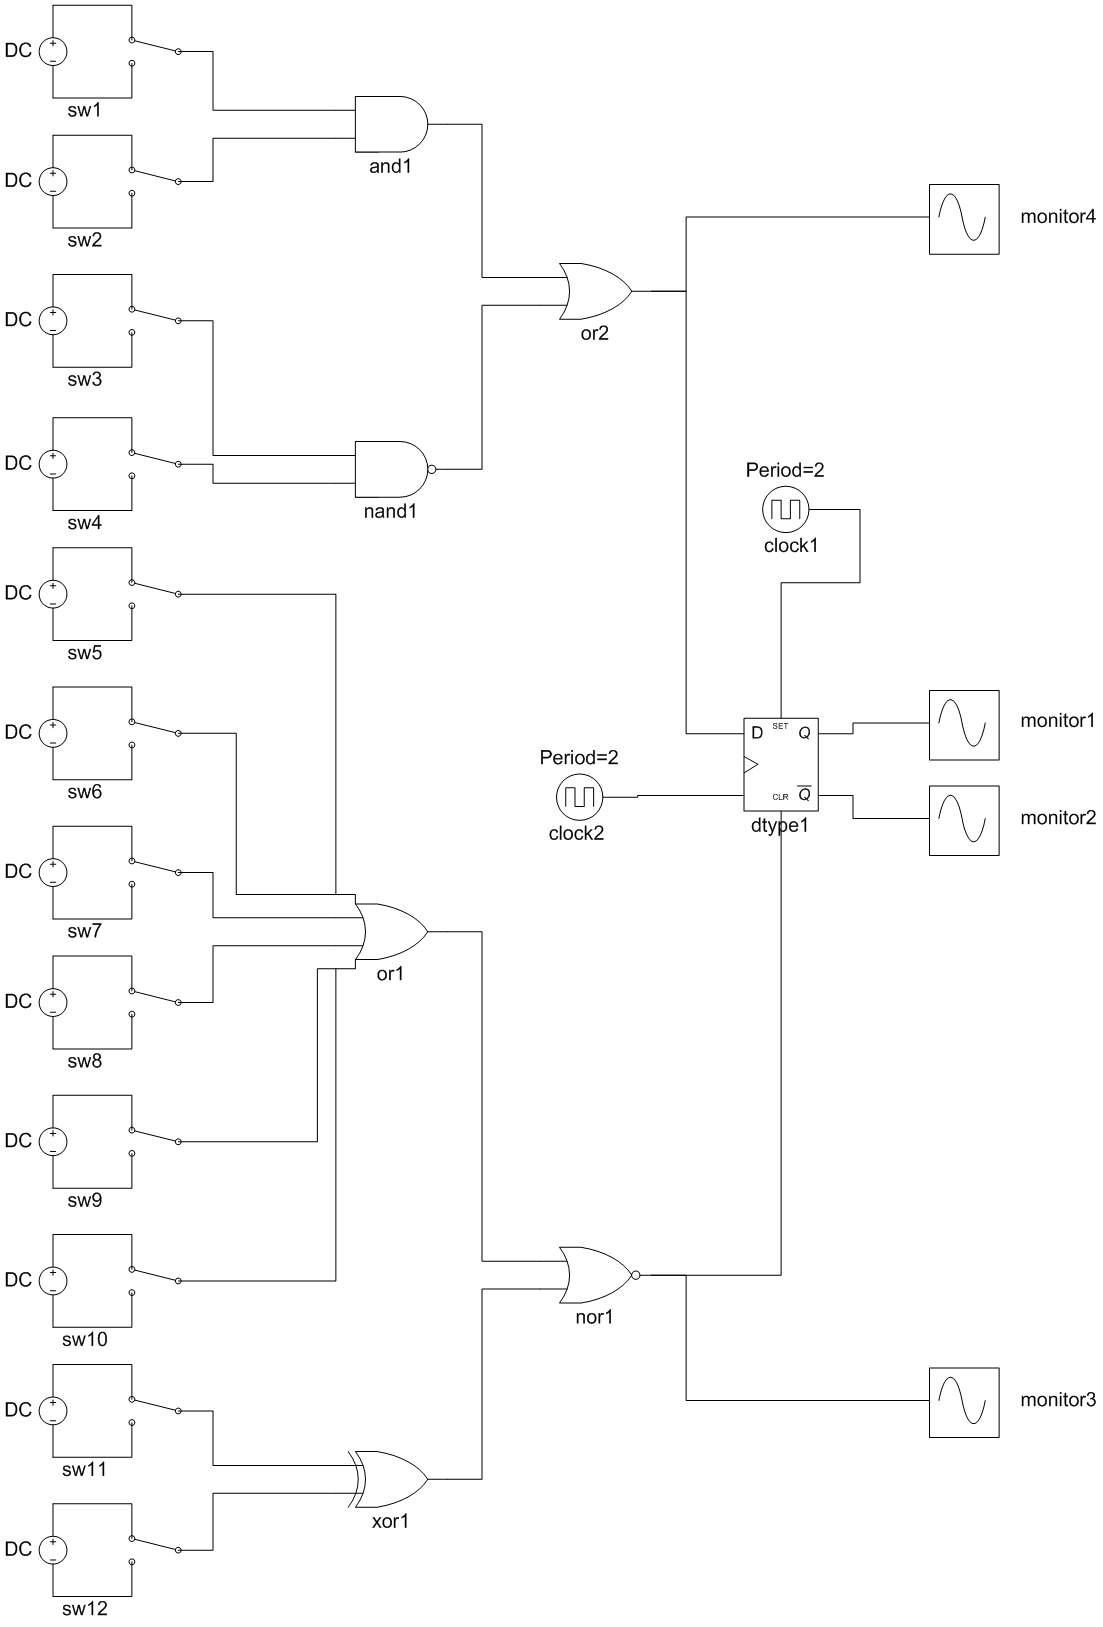 DC
sw1
DC
and1
sw2
monitor4
DC
or2
sw3
DC
Period=2
nand1
sw4
clock1
DC
sw5
DC
monitor1
SET
D
Q
Period=2
sw6
CLR
Q
monitor2
dtype1
clock2
DC
sw7
or1
DC
sw8
DC
sw9
DC
nor1
sw10
monitor3
DC
sw11
xor1
DC
sw12